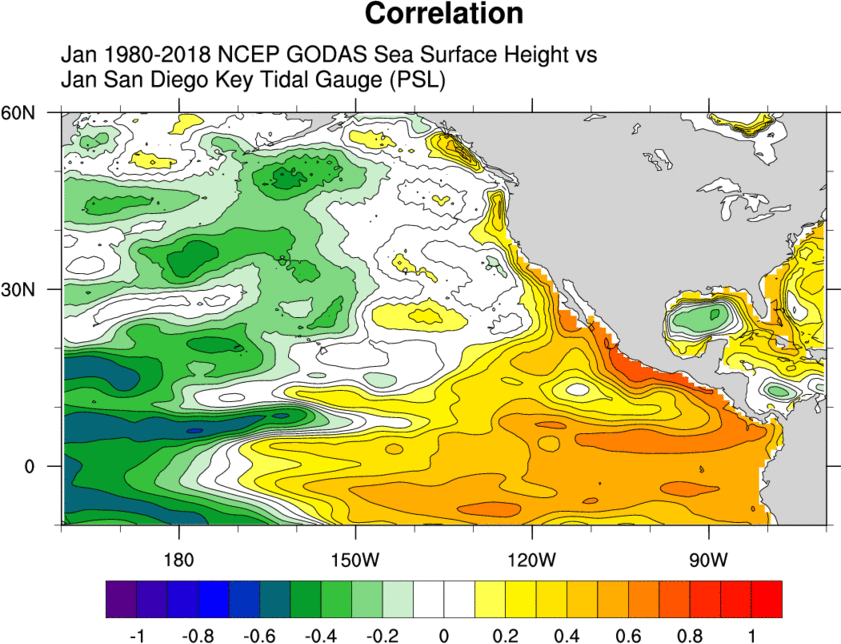 Correlation
Jan 1980-2018 NCEP GODAS Sea Surface Height vs
Jan San Diego Key Tidal Gauge (PSL)
60N
30N
0
180 150W 120W 90W
-1 -0.8 -0.6 -0.4 -0.2 0 0.2 0.4 0.6 0.8 1